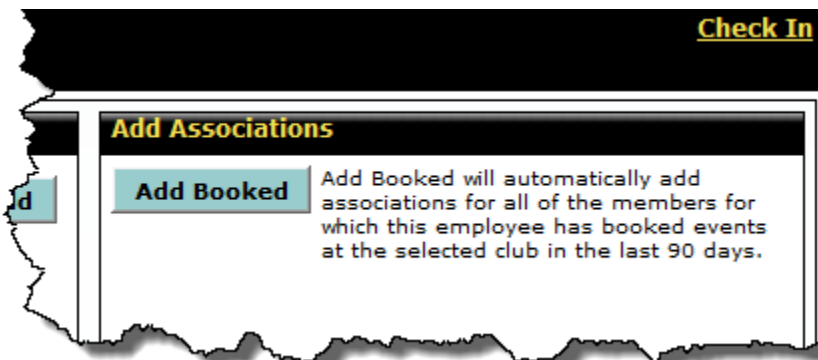 Check In
Add Associations
d
Add Booked
Add Booked will automatically add
associations for all of the members for
which this employee has booked events
at the selected club in the last 90 days.